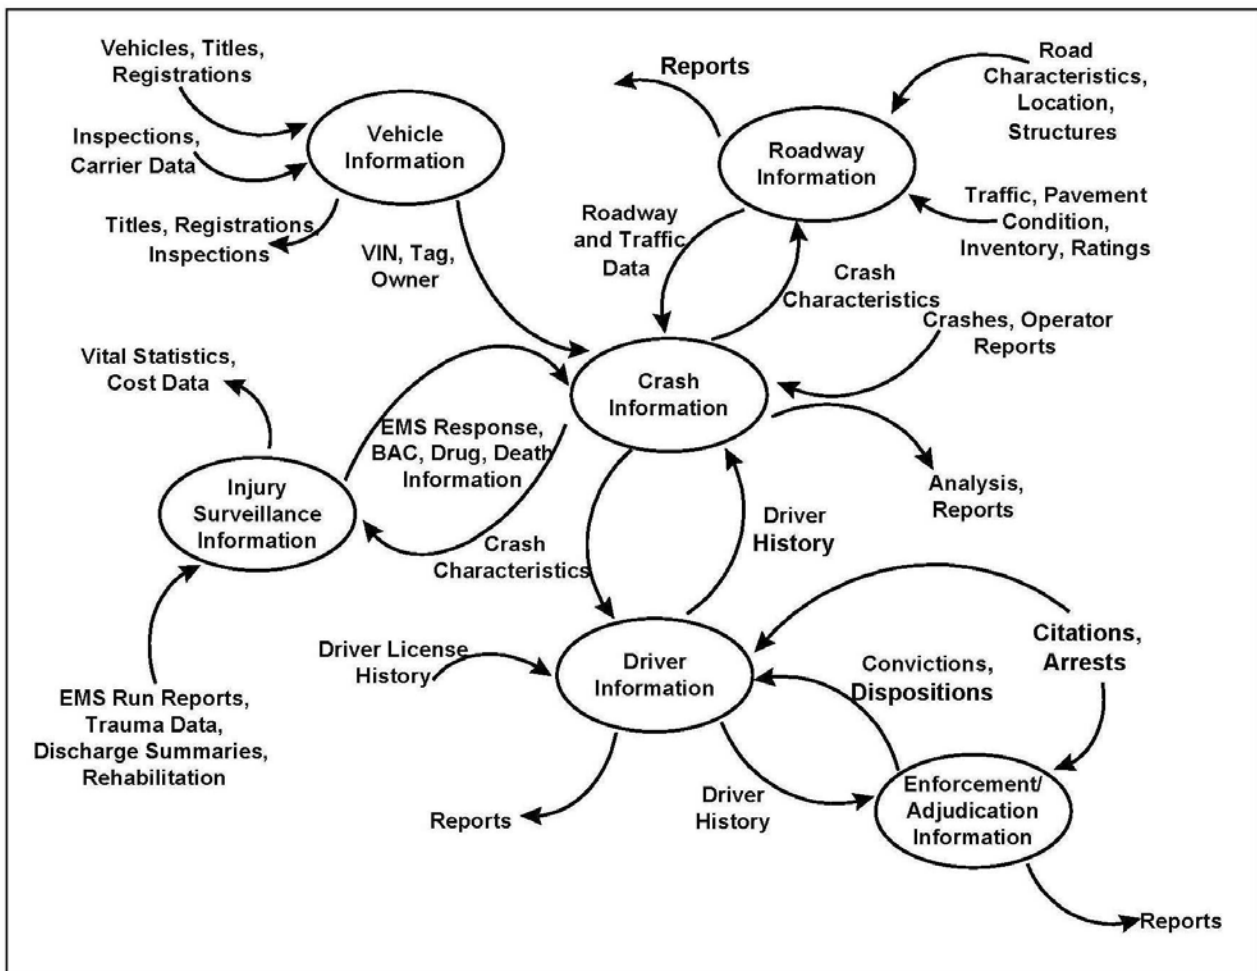 Vehicles, Titles,
Registrations
Inspections,
Carrier Data
Vehicle
Information
Titles, Registrations,
Inspections
VIN, Tag,
Owner
Reports
Road
Characteristics,
Location,
Structures
Roadway
Information
Traffic, Pavement
Condition,
Inventory, Ratings
Roadway
and Traffic
Data
Crash
Characteristics
Crashes, Operator
Reports
Vital Statistics,
Cost Data
Crash
Information
EMS Response,
BAC, Drug, Death
Information
Analysis,
Reports
Injury
Surveillance
Information
Crash
Characteristics
Driver
History
Driver License
History
Driver
Information
Citations,
Arrests
Convictions,
Dispositions
EMS Run Reports,
Trauma Data,
Discharge Summaries,
Rehabilitation
Reports
Driver
History
Enforcement/
Adjudication
Information
Reports